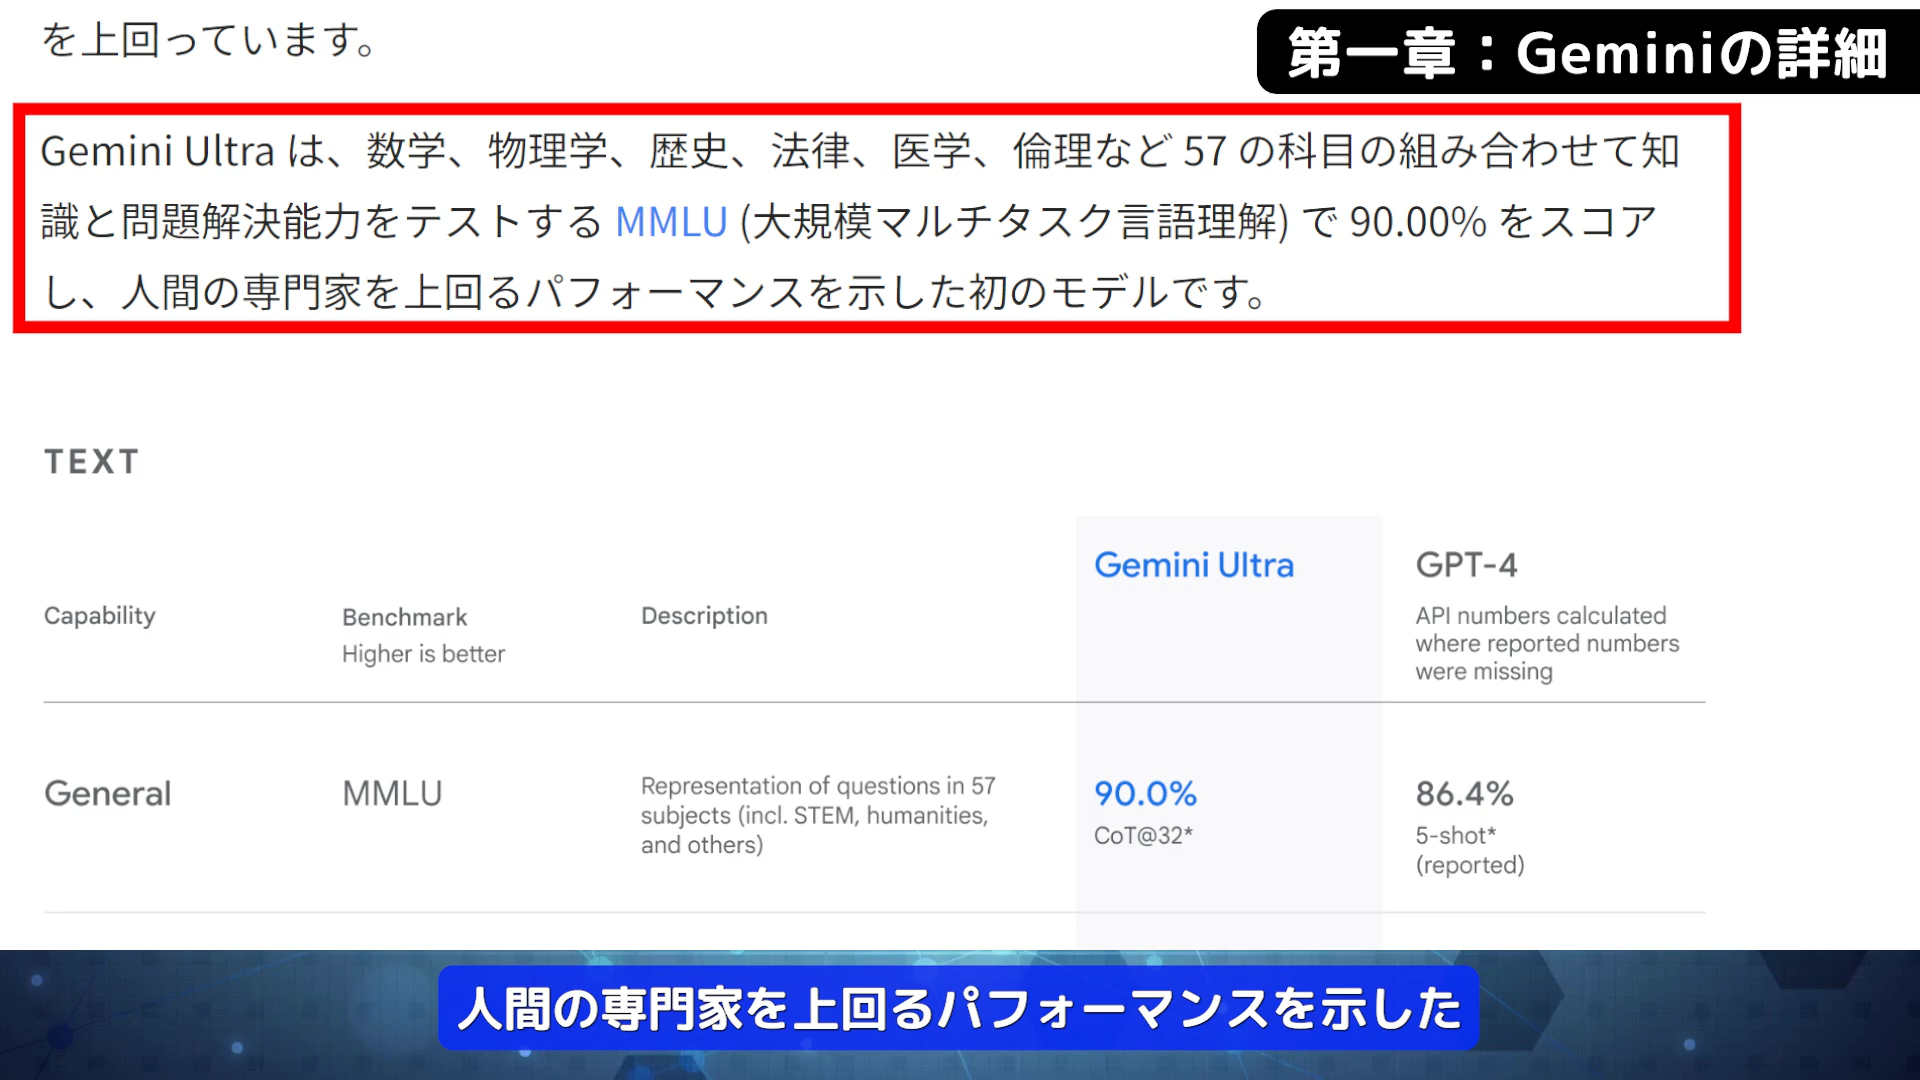 を上回っています。
第一章：Geminiの詳細
Gemini Ultra は、数学、物理学、歴史、法律、医学、倫理など 57 の科目の組み合わせて知
識と問題解決能力をテストする MMLU (大規模マルチタスク言語理解) で 90.00% をスコア
し、人間の専門家を上回るパフォーマンスを示した初のモデルです。
TEXT
Gemini Ultra
GPT-4
Capability
Benchmark
Higher is better
Description
API numbers calculated
where reported numbers
were missing
General
MMLU
Representation of questions in 57
subjects (incl. STEM, humanities,
and others)
90.0%
CoT@32*
86.4%
5-shot*
(reported)
人間の専門家を上回るパフォーマンスを示した